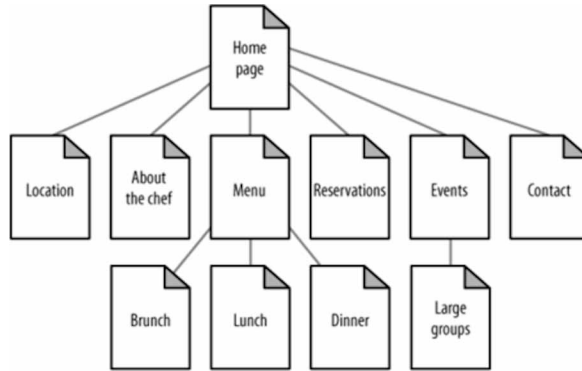 Home
page
Location
About
the chef
Menu
Reservations
Events
Contact
Brunch
Lunch
Dinner
Large
groups